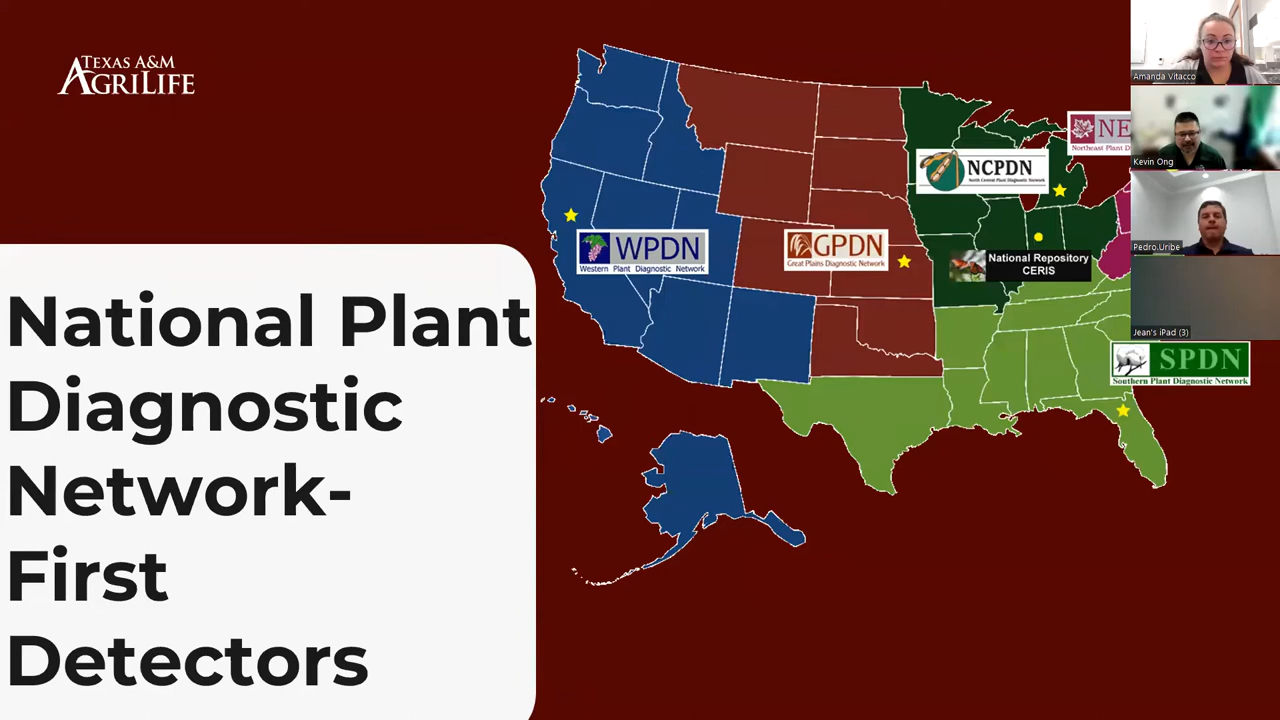 TEXAS A&M
AGRILIFE
National Plant
Diagnostic
Network-
First
Detectors
NCPDN
North Central Plant Diagnostic Network
NE
Northeast Plant D
WPDN
Western Plant Diagnostic Network
GPDN
Great Plains Diagnostic Network
National Repository
CERIS
SPDN
Southern Plant Diagnostic Network
Amanda Vitacco
Kevin Ong
Pedro.Uribe
Jean's iPad (3)